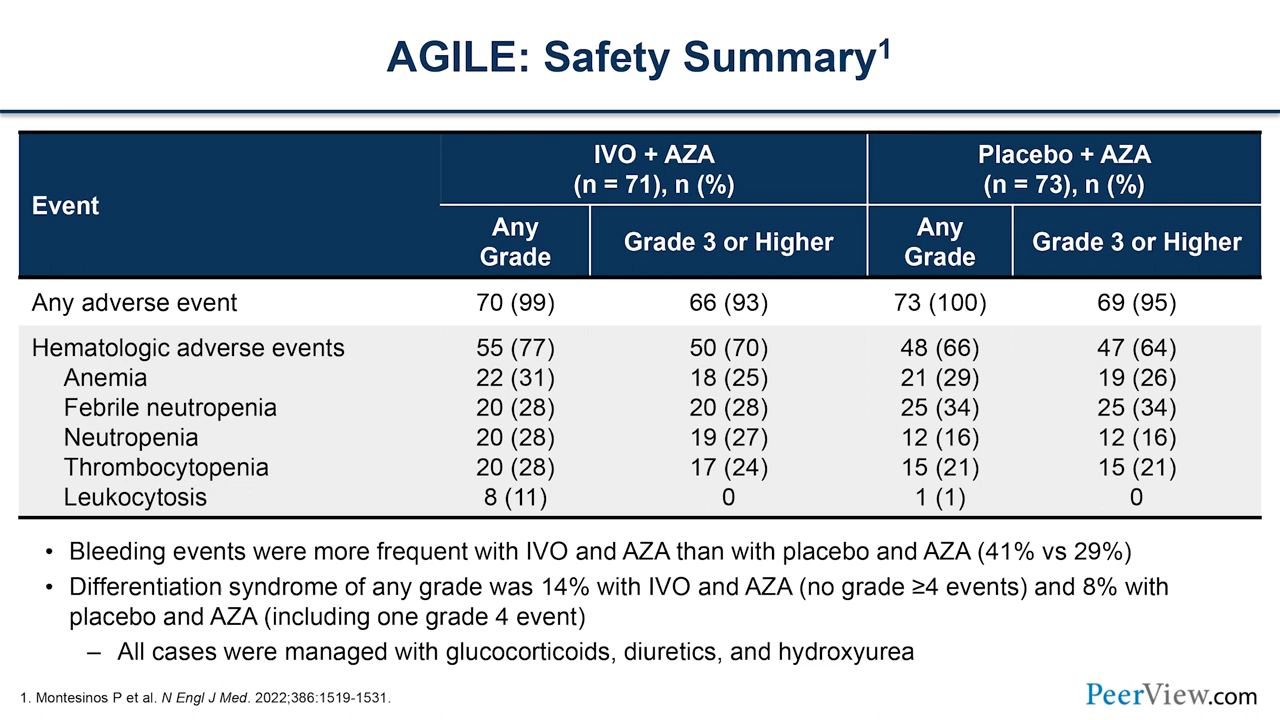 AGILE: Safety Summary¹
Event
IVO + AZA
(n = 71), n (%)
Placebo + AZA
(n = 73), n (%)
Any
Grade
Grade 3 or Higher
Any
Grade
Grade 3 or Higher
Any adverse event 70 (99) 66 (93) 73 (100) 69 (95)
Hematologic adverse events 55 (77) 50 (70) 48 (66) 47 (64)
Anemia 22 (31) 18 (25) 21 (29) 19 (26)
Febrile neutropenia 20 (28) 20 (28) 25 (34) 25 (34)
Neutropenia 20 (28) 19 (27) 12 (16) 12 (16)
Thrombocytopenia 20 (28) 17 (24) 15 (21) 15 (21)
Leukocytosis 8 (11) 0 1 (1) 0
• Bleeding events were more frequent with IVO and AZA than with placebo and AZA (41% vs 29%)
• Differentiation syndrome of any grade was 14% with IVO and AZA (no grade ≥4 events) and 8% with
placebo and AZA (including one grade 4 event)
– All cases were managed with glucocorticoids, diuretics, and hydroxyurea
1. Montesinos P et al. N Engl J Med. 2022;386:1519-1531.
PeerView.com